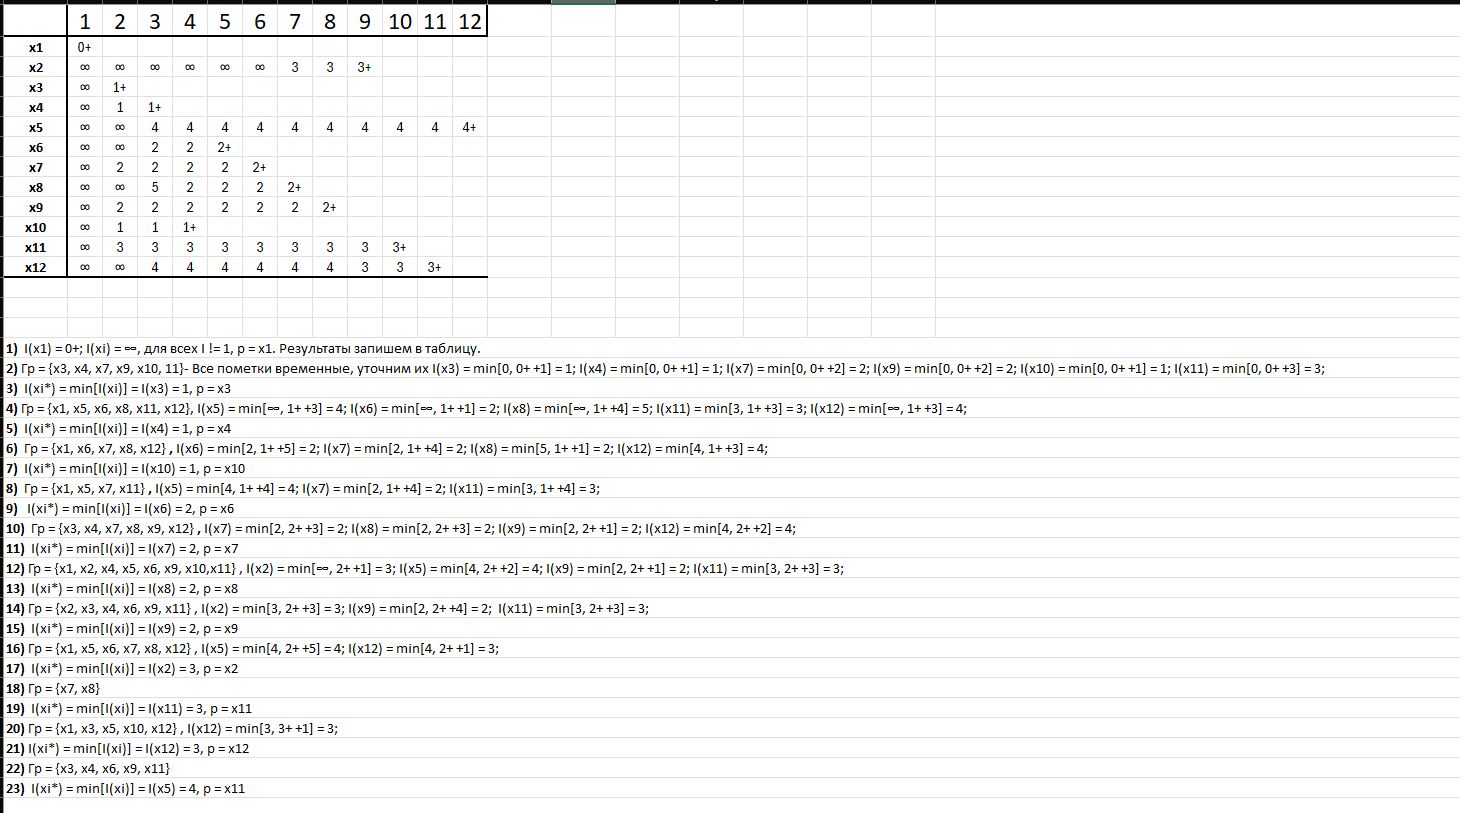 1 2 3 4 5 6 7 8 9 10 11 12
x1 0+
x2 ∞ ∞ ∞ ∞ ∞ ∞ 3 3 3+
x3 ∞ 1+
x4 ∞ 1 1+
x5 ∞ ∞ 4 4 4 4 4 4 4 4 4 4+
x6 ∞ ∞ 2 2 2+
x7 ∞ 2 2 2 2 2+
x8 ∞ ∞ 5 2 2 2 2+
x9 ∞ 2 2 2 2 2 2 2+
x10 ∞ 1 1 1+
x11 ∞ 3 3 3 3 3 3 3 3 3+
x12 ∞ ∞ 4 4 4 4 4 4 3 3 3+
1) I(x1) = 0+; I(xi) = ∞, для всех I != 1, p = x1. Результаты запишем в таблицу.
2) Гp = {x3, x4, x7, x9, x10, 11}- Все пометки временные, уточним их I(x3) = min[0, 0+ +1] = 1; I(x4) = min[0, 0+ +1] = 1; I(x7) = min[0, 0+ +2] = 2; I(x9) = min[0, 0+ +2] = 2; I(x10) = min[0, 0+ +1] = 1; I(x11) = min[0, 0+ +3] = 3;
3) I(xi*) = min[I(xi)] = I(x3) = 1, p = x3
4) Гp = {x1, x5, x6, x8, x11, x12}, I(x5) = min[∞, 1+ +3] = 4; I(x6) = min[∞, 1+ +1] = 2; I(x8) = min[∞, 1+ +4] = 5; I(x11) = min[3, 1+ +3] = 3; I(x12) = min[∞, 1+ +3] = 4;
5) I(xi*) = min[I(xi)] = I(x4) = 1, p = x4
6) Гp = {x1, x6, x7, x8, x12} , I(x6) = min[2, 1+ +5] = 2; I(x7) = min[2, 1+ +4] = 2; I(x8) = min[5, 1+ +1] = 2; I(x12) = min[4, 1+ +3] = 4;
7) I(xi*) = min[I(xi)] = I(x10) = 1, p = x10
8) Гp = {x1, x5, x7, x11} , I(x5) = min[4, 1+ +4] = 4; I(x7) = min[2, 1+ +4] = 2; I(x11) = min[3, 1+ +4] = 3;
9) I(xi*) = min[I(xi)] = I(x6) = 2, p = x6
10) Гp = {x3, x4, x7, x8, x9, x12} , I(x7) = min[2, 2+ +3] = 2; I(x8) = min[2, 2+ +3] = 2; I(x9) = min[2, 2+ +1] = 2; I(x12) = min[4, 2+ +2] = 4;
11) I(xi*) = min[I(xi)] = I(x7) = 2, p = x7
12) Гp = {x1, x2, x4, x5, x6, x9, x10,x11} , I(x2) = min[∞, 2+ +1] = 3; I(x5) = min[4, 2+ +2] = 4; I(x9) = min[2, 2+ +1] = 2; I(x11) = min[3, 2+ +3] = 3;
13) I(xi*) = min[I(xi)] = I(x8) = 2, p = x8
14) Гp = {x2, x3, x4, x6, x9, x11} , I(x2) = min[3, 2+ +3] = 3; I(x9) = min[2, 2+ +4] = 2; I(x11) = min[3, 2+ +3] = 3;
15) I(xi*) = min[I(xi)] = I(x9) = 2, p = x9
16) Гp = {x1, x5, x6, x7, x8, x12} , I(x5) = min[4, 2+ +5] = 4; I(x12) = min[4, 2+ +1] = 3;
17) I(xi*) = min[I(xi)] = I(x2) = 3, p = x2
18) Гp = {x7, x8}
19) I(xi*) = min[I(xi)] = I(x11) = 3, p = x11
20) Гp = {x1, x3, x5, x10, x12} , I(x12) = min[3, 3+ +1] = 3;
21) I(xi*) = min[I(xi)] = I(x12) = 3, p = x12
22) Гp = {x3, x4, x6, x9, x11}
23) I(xi*) = min[I(xi)] = I(x5) = 4, p = x11